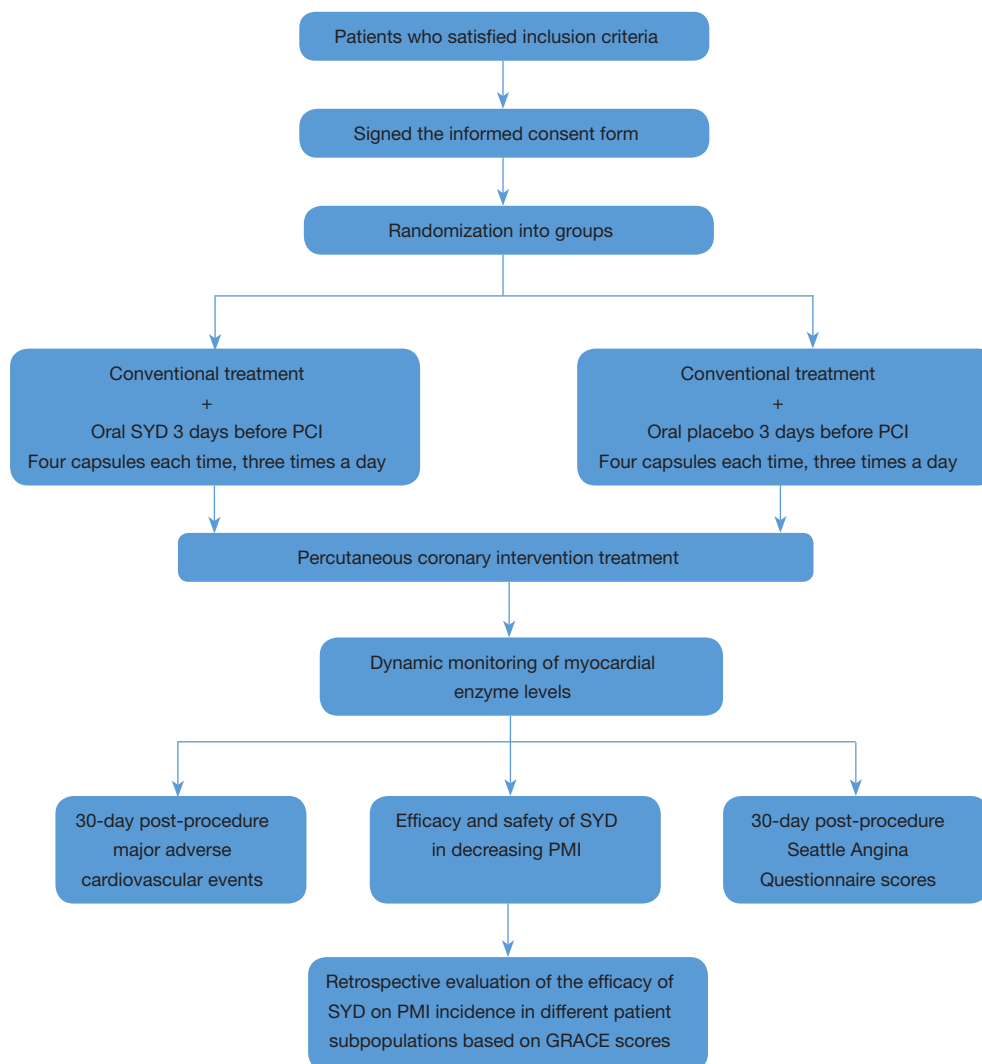 Patients who satisfied inclusion criteria
Signed the informed consent form
Randomization into groups
Conventional treatment
+
Oral SYD 3 days before PCI
Four capsules each time, three times a day
Conventional treatment
+
Oral placebo 3 days before PCI
Four capsules each time, three times a day
Percutaneous coronary intervention treatment
Dynamic monitoring of myocardial
enzyme levels
30-day post-procedure
major adverse
cardiovascular events
Efficacy and safety of SYD
in decreasing PMI
30-day post-procedure
Seattle Angina
Questionnaire scores
Retrospective evaluation of the efficacy of
SYD on PMI incidence in different patient
subpopulations based on GRACE scores